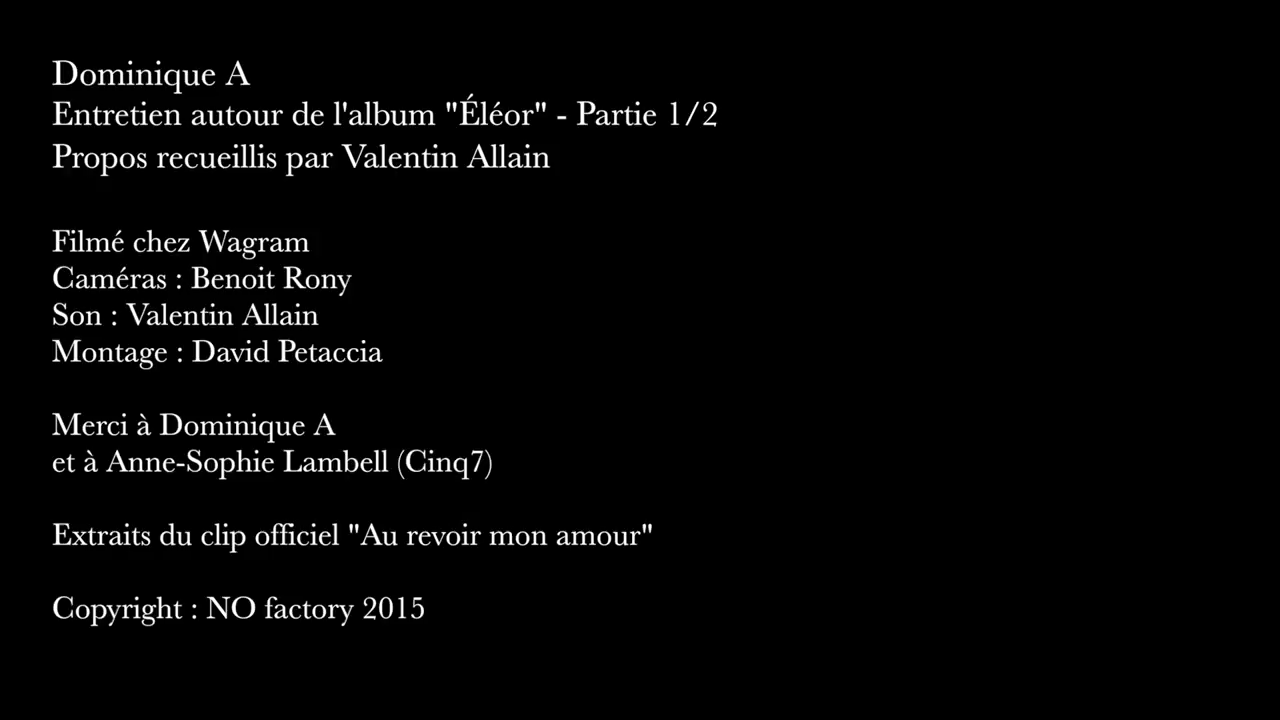 Dominique A
Entretien autour de l'album "Éléor" - Partie 1/2
Propos recueillis par Valentin Allain
Filmé chez Wagram
Caméras : Benoit Rony
Son : Valentin Allain
Montage : David Petaccia
Merci à Dominique A
et à Anne-Sophie Lambell (Cinq7)
Extraits du clip officiel "Au revoir mon amour"
Copyright : NO factory 2015